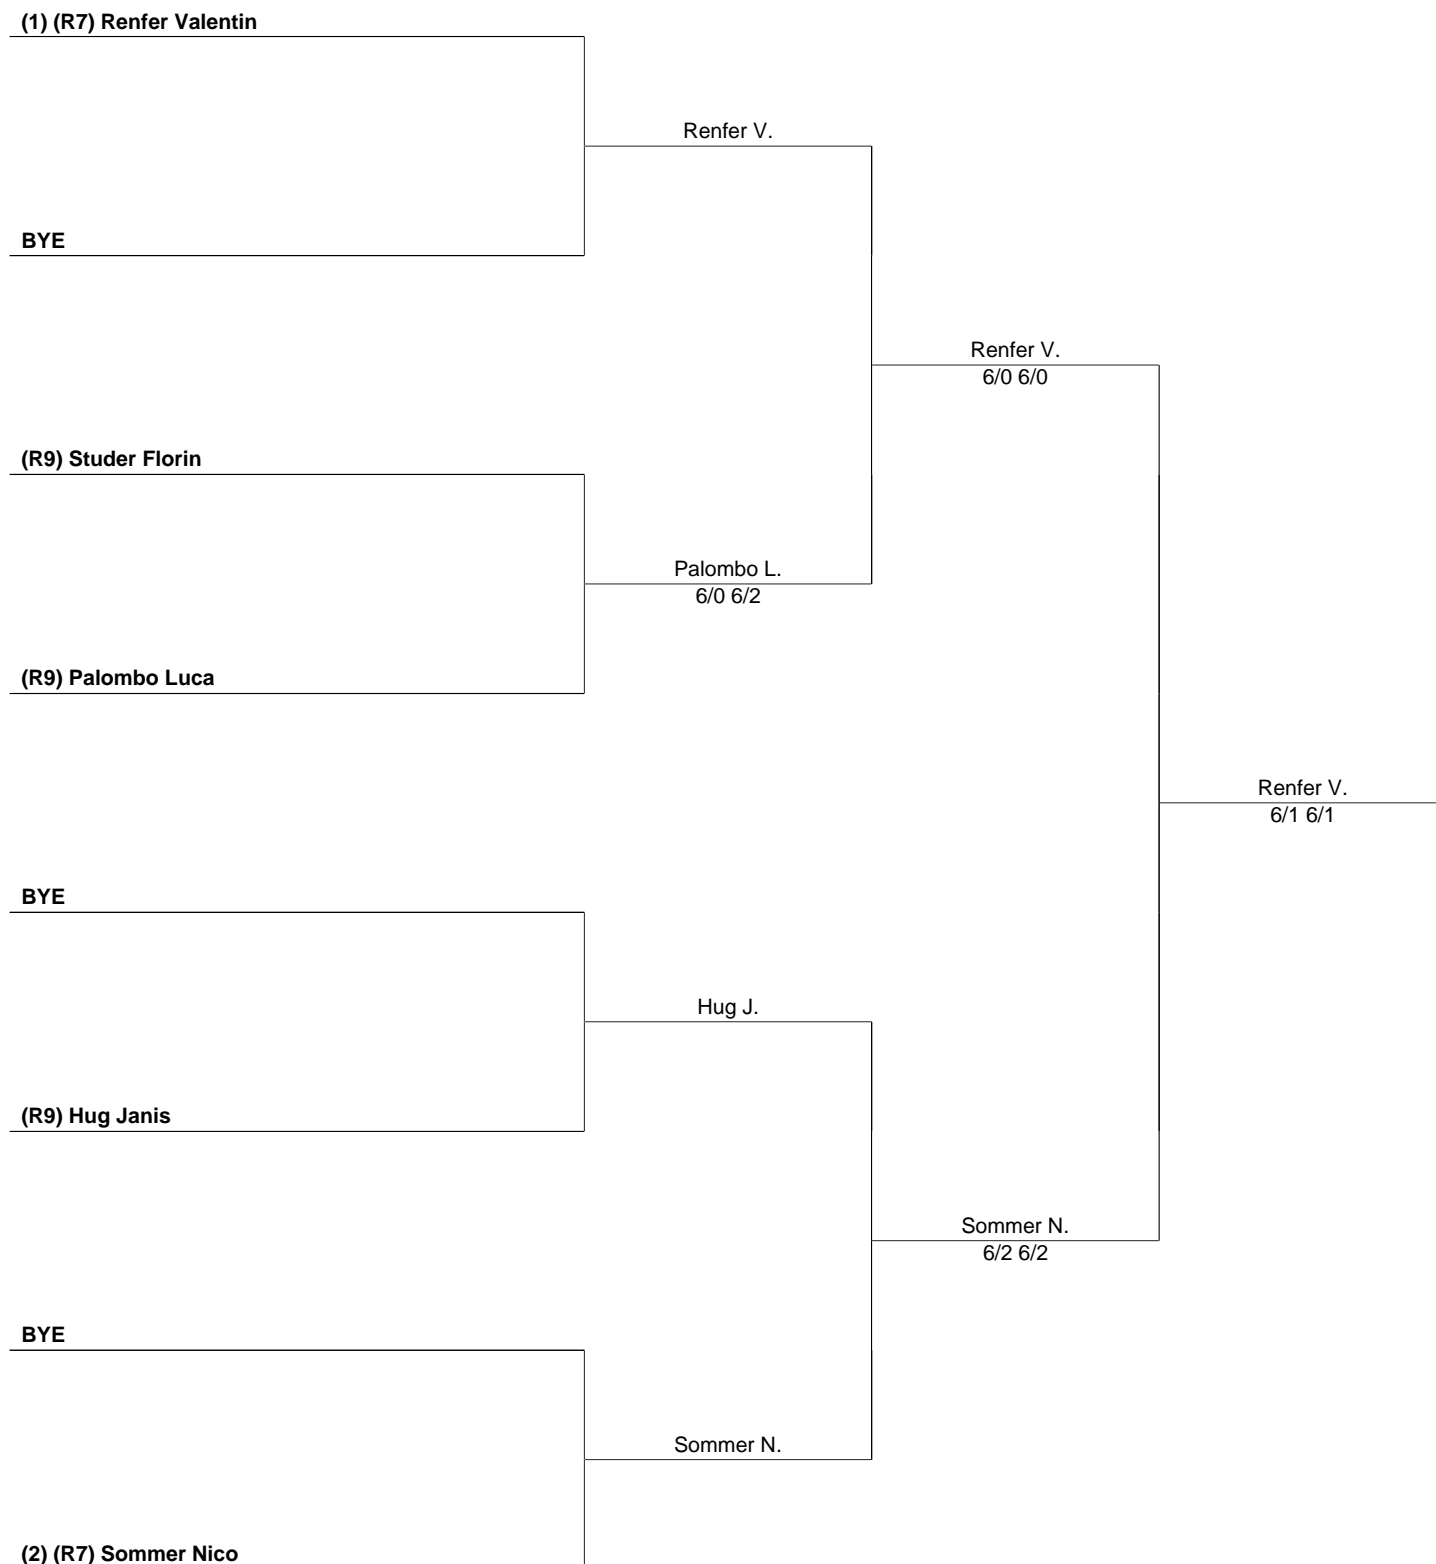 (1) (R7) Renfer Valentin
Renfer V.
BYE
Renfer V.
6/0 6/0
(R9) Studer Florin
Palombo L.
6/0 6/2
(R9) Palombo Luca
Renfer V.
6/1 6/1
BYE
Hug J.
(R9) Hug Janis
Sommer N.
6/2 6/2
BYE
Sommer N.
(2) (R7) Sommer Nico